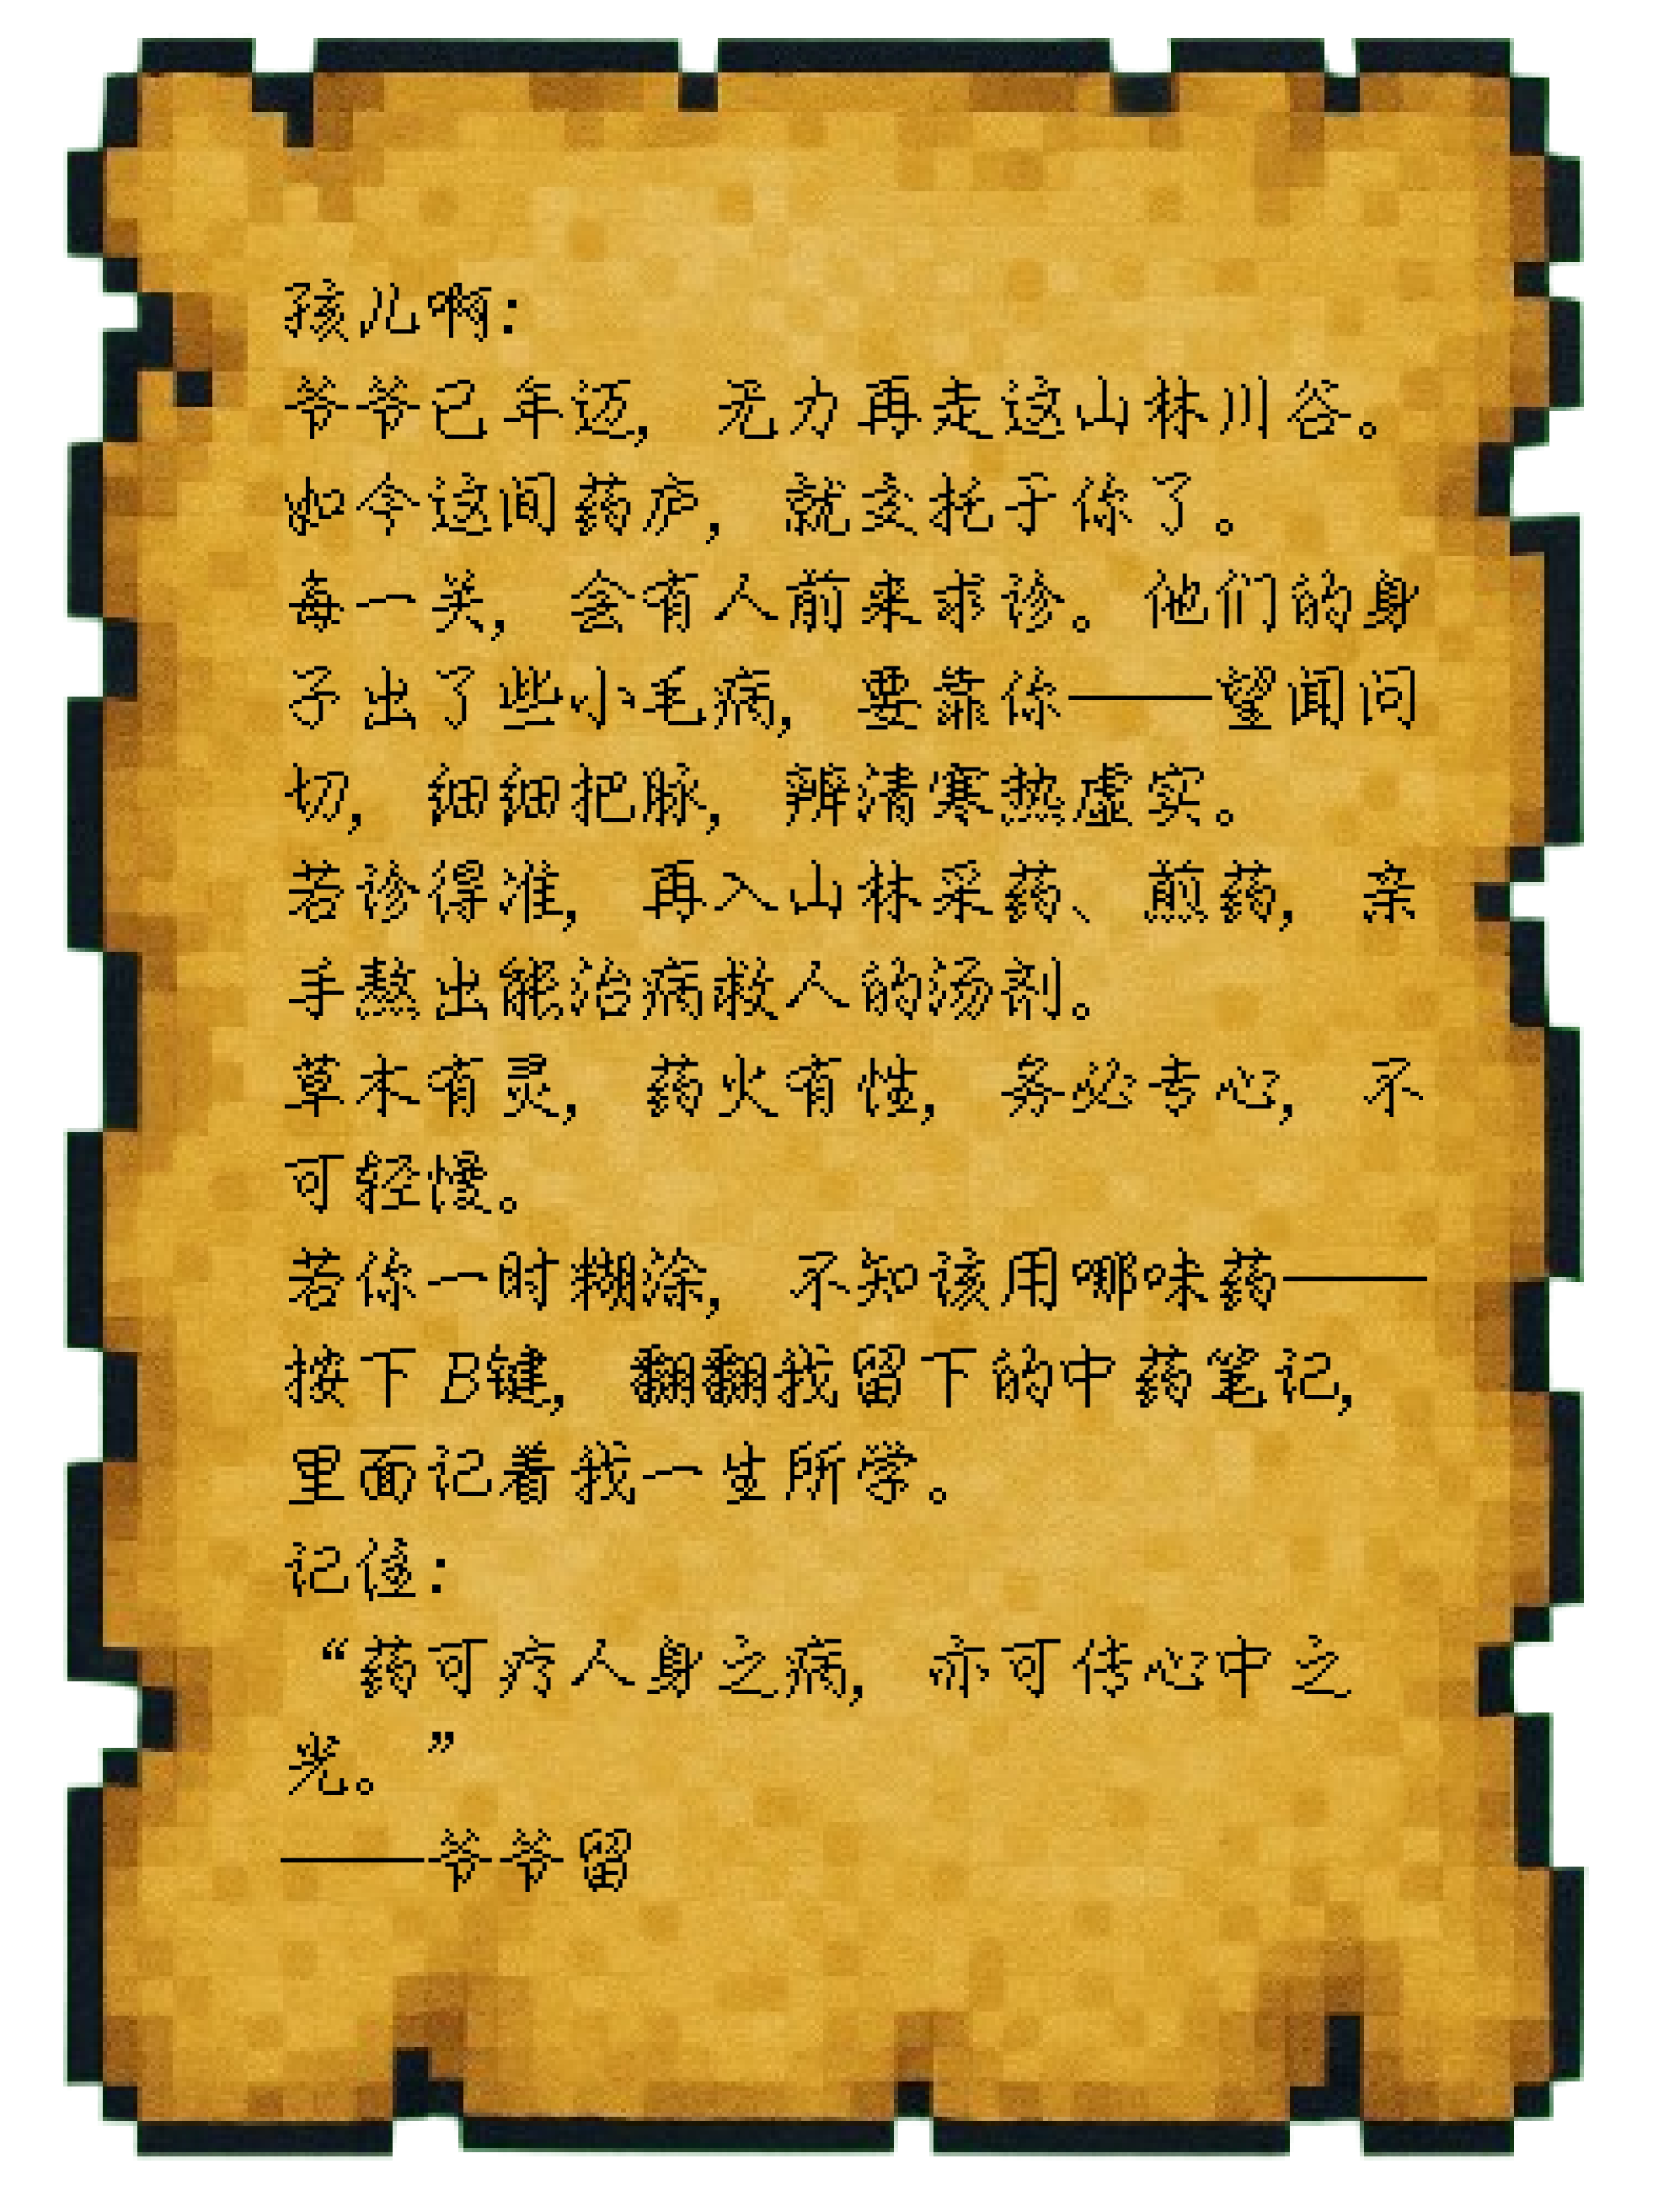 孩儿啊：
爷爷已年迈，无力再走这山林川谷。
如今这间药庐，就交托于你了。
每一关，会有人前来求诊。他们的身
子出了些小毛病，要靠你——望闻问
切，细细把脉，辨清寒热虚实。
若诊得准，再入山林采药、煎药，亲
手熬出能治病救人的汤剂。
草木有灵，药火有性，务必专心，不
可轻慢。
若你一时糊涂，不知该用哪味药——
按下B键，翻翻我留下的中药笔记，
里面记着我一生所学。
记住：
“药可疗人身之病，亦可传心中之
光。”
——爷爷留